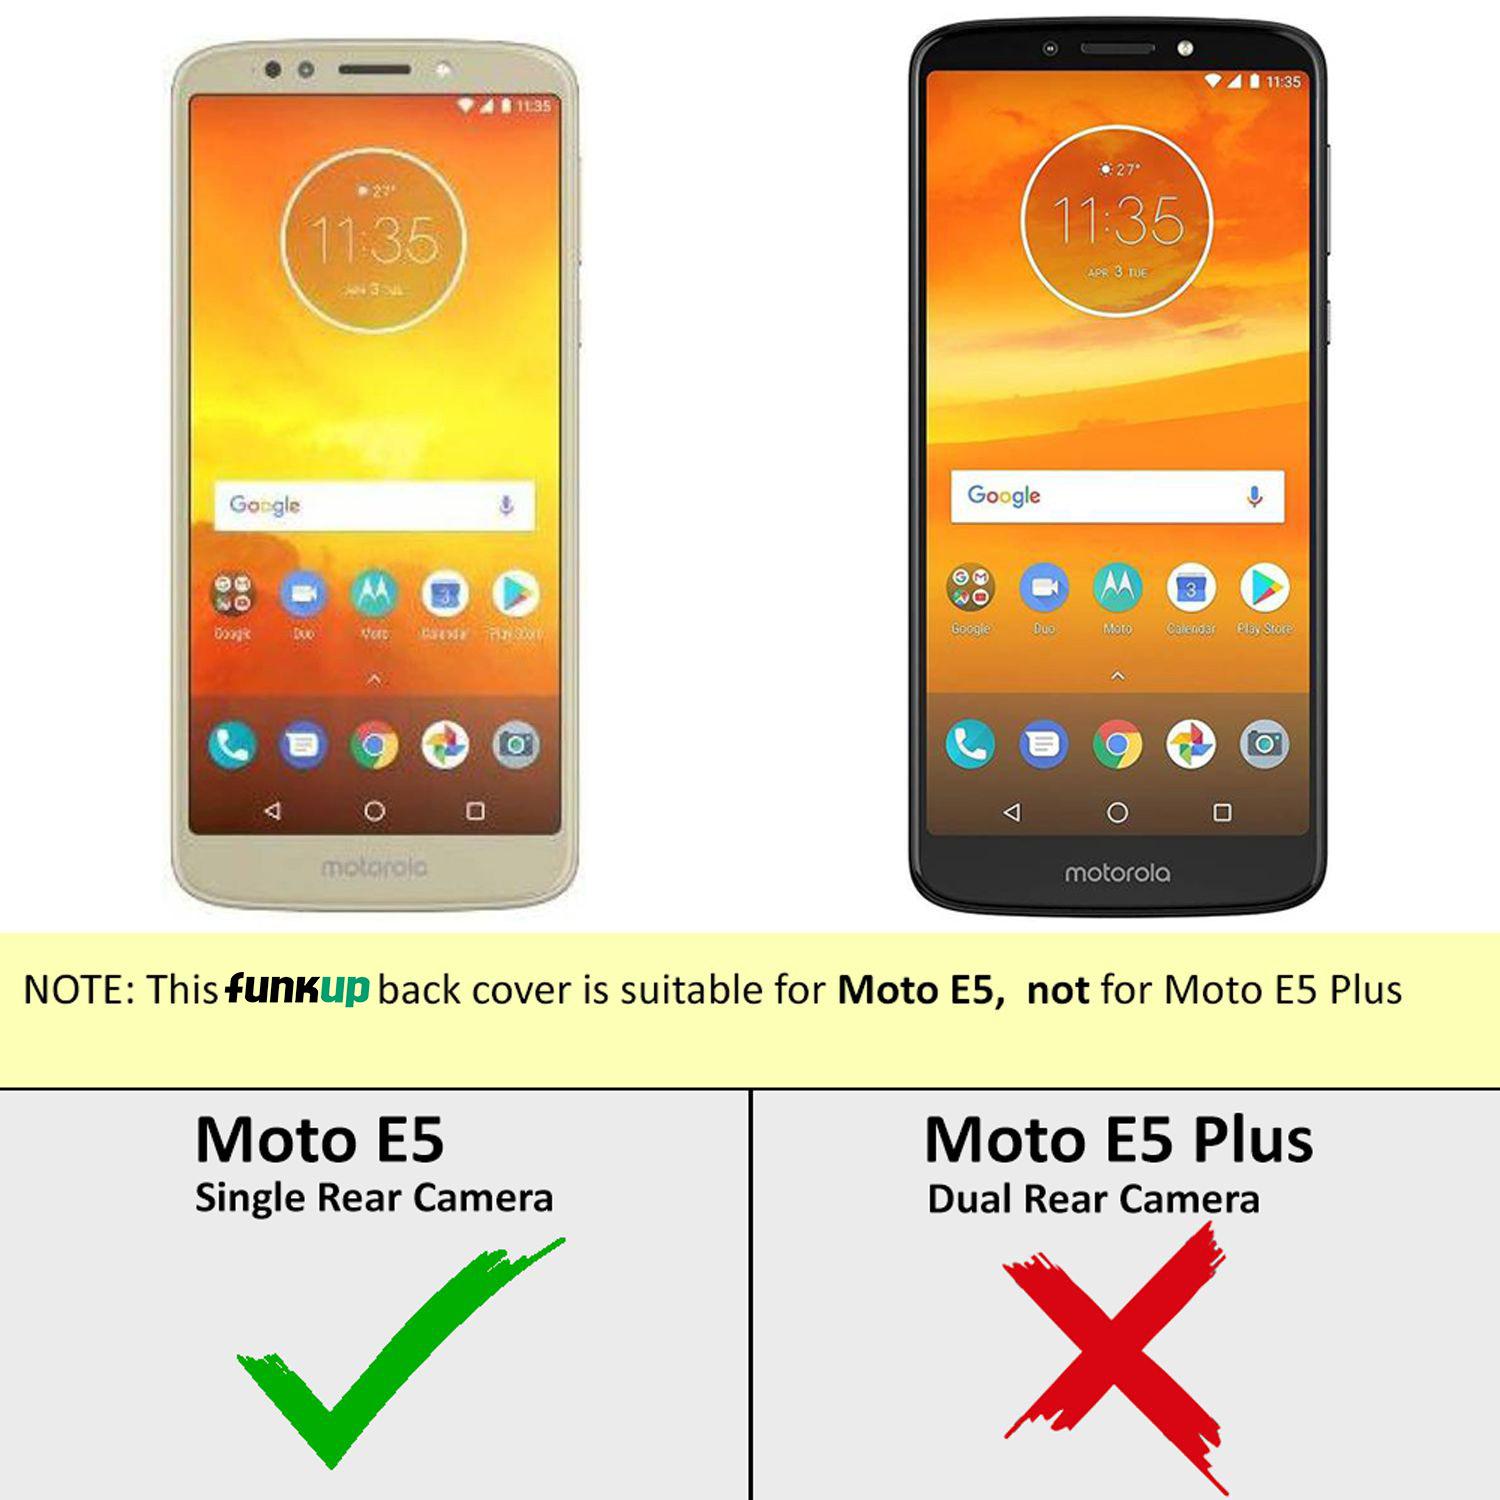 11:35
27°
11:35
Google
Google Duo Moto Calendar Play Store
3
motorola
11:35
27°
11:35
APR 3 TUE
Google
G M
3
Google Duo Moto Calendar Play Store
motorola
NOTE: This funkup back cover is suitable for Moto E5, not for Moto E5 Plus
Moto E5
Single Rear Camera
Moto E5 Plus
Dual Rear Camera